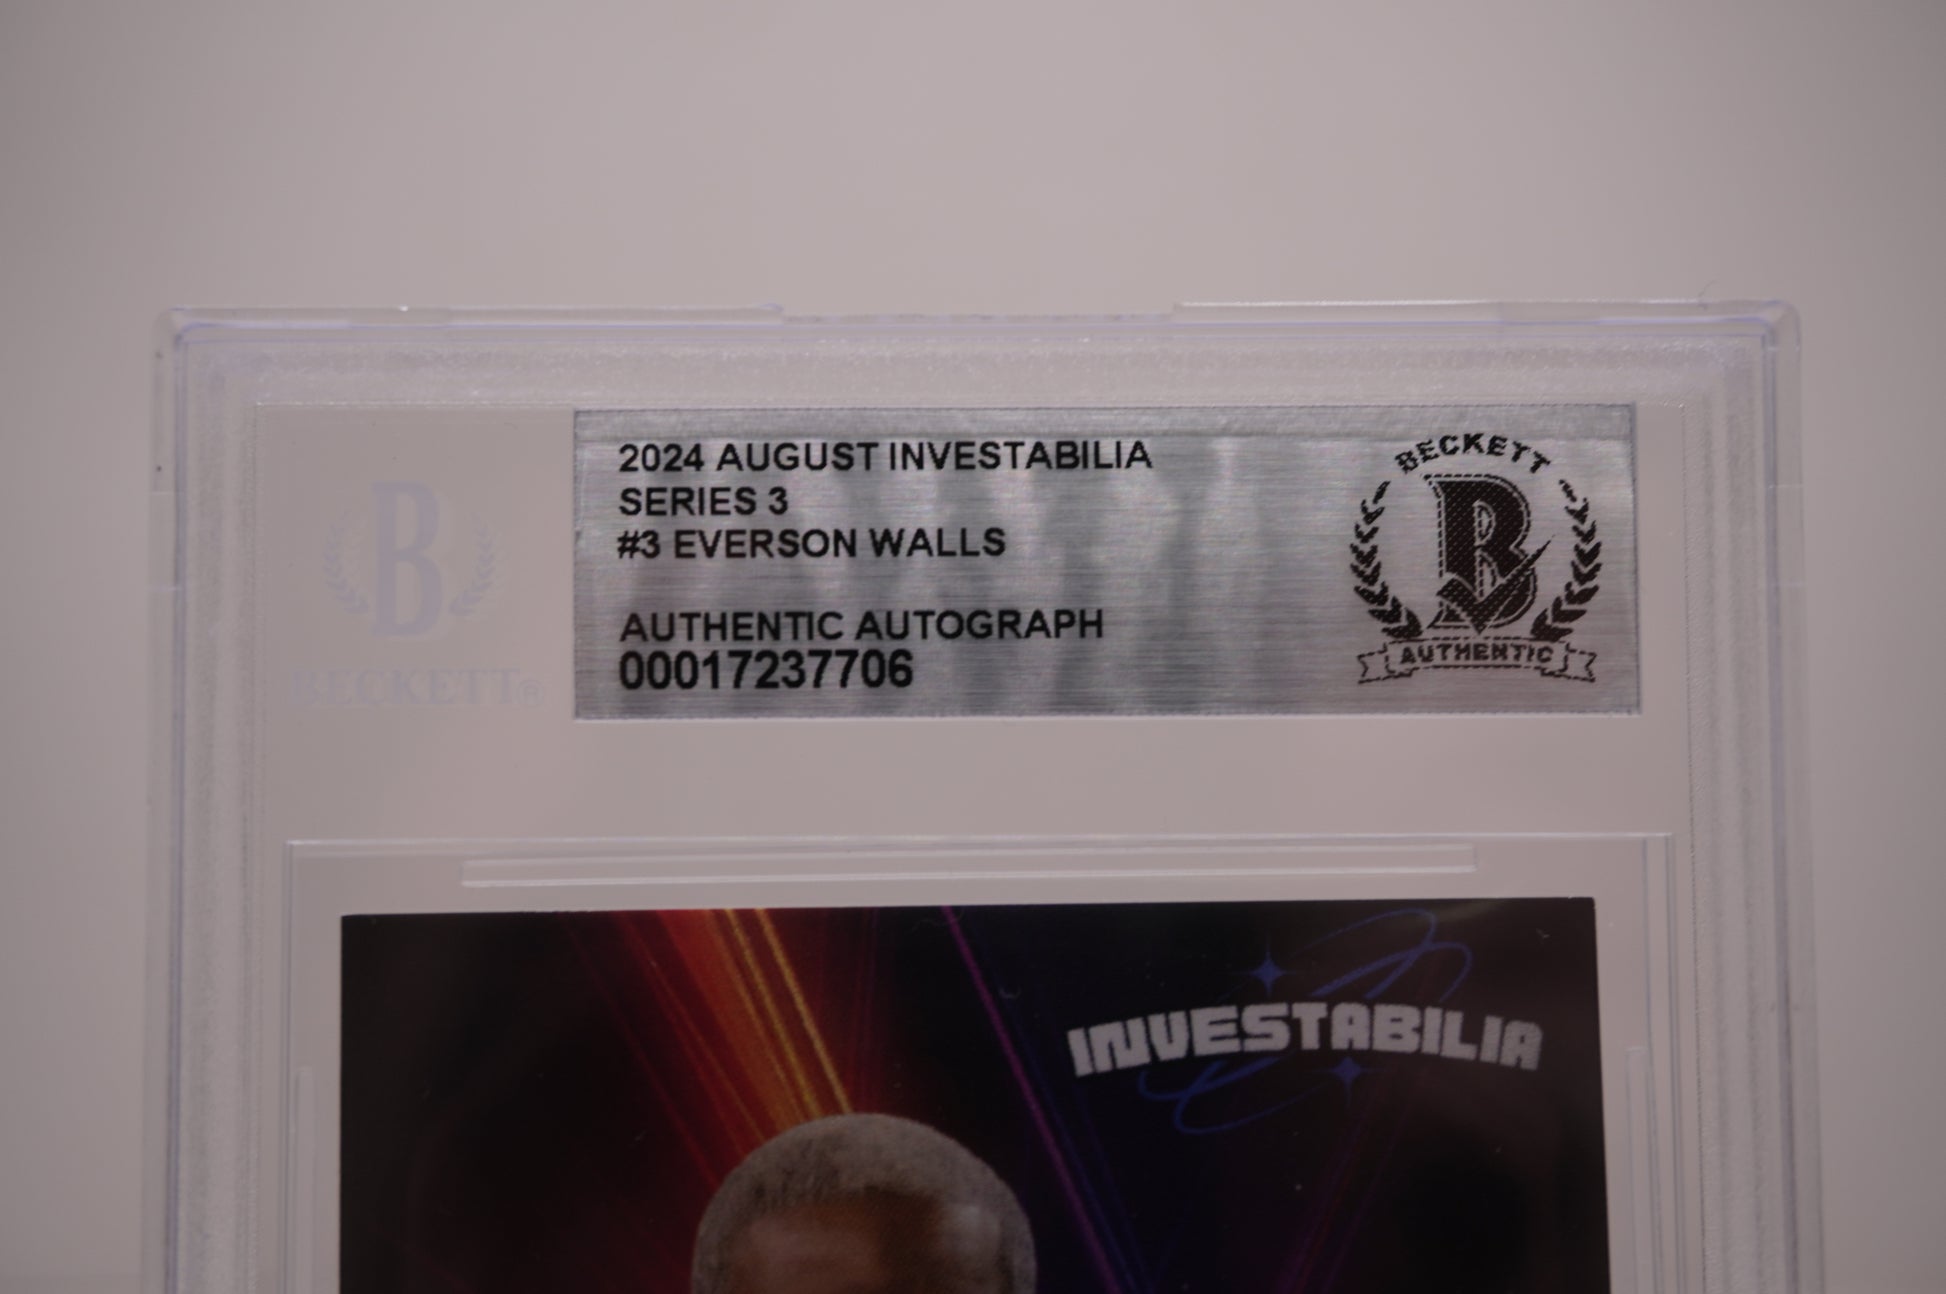 2024 AUGUST INVESTABILIA
SERIES 3
#3 EVERSON WALLS
AUTHENTIC AUTOGRAPH
00017237706
BECKETT
B
AUTHENTIC
B
BECKETT®
INVESTABILIA